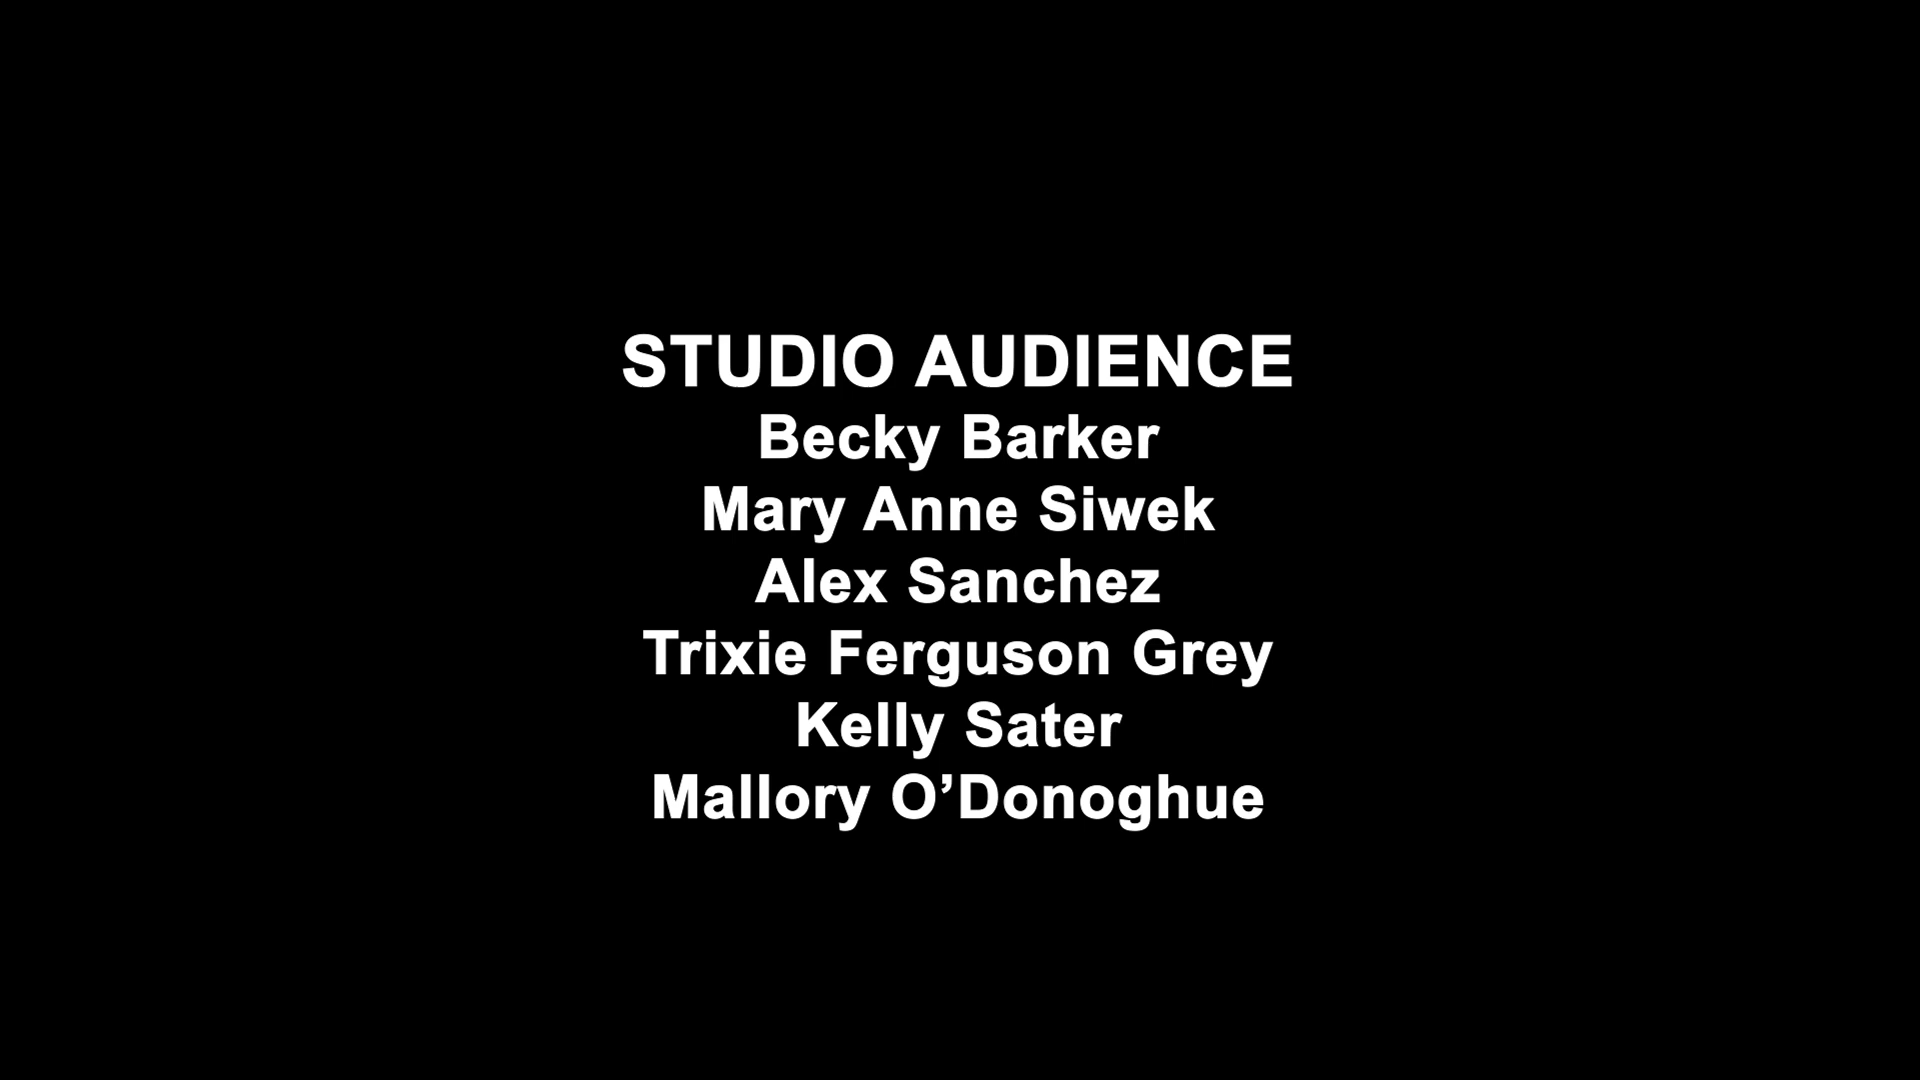 STUDIO AUDIENCE
Becky Barker
Mary Anne Siwek
Alex Sanchez
Trixie Ferguson Grey
Kelly Sater
Mallory O’Donoghue